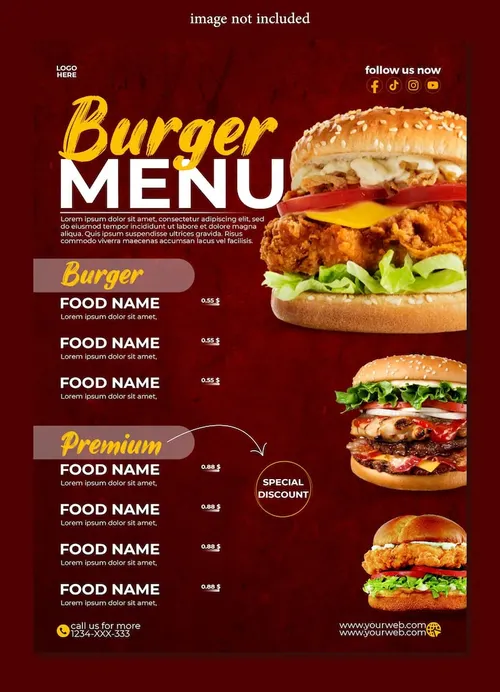 image not included
LOGO
HERE
follow us now
Burger
MENU
Lorem ipsum dolor sit amet, consectetur adipiscing elit, sed
do eiusmod tempor incididunt ut labore et dolore magna
aliqua. Quis ipsum suspendisse ultrices gravida. Risus
commodo viverra maecenas accumsan lacus vel facilisis.
Burger
FOOD NAME 0.55 $
Lorem ipsum dolor sit amet,
FOOD NAME 0.55 $
Lorem ipsum dolor sit amet,
FOOD NAME 0.55 $
Lorem ipsum dolor sit amet,
Premium
FOOD NAME 0.88 $
Lorem ipsum dolor sit amet,
FOOD NAME 0.88 $
Lorem ipsum dolor sit amet,
FOOD NAME 0.88 $
Lorem ipsum dolor sit amet,
FOOD NAME 0.88 $
Lorem ipsum dolor sit amet,
SPECIAL
DISCOUNT
call us for more
1234-XXX-333
www.yourweb.com
www.yourweb.com